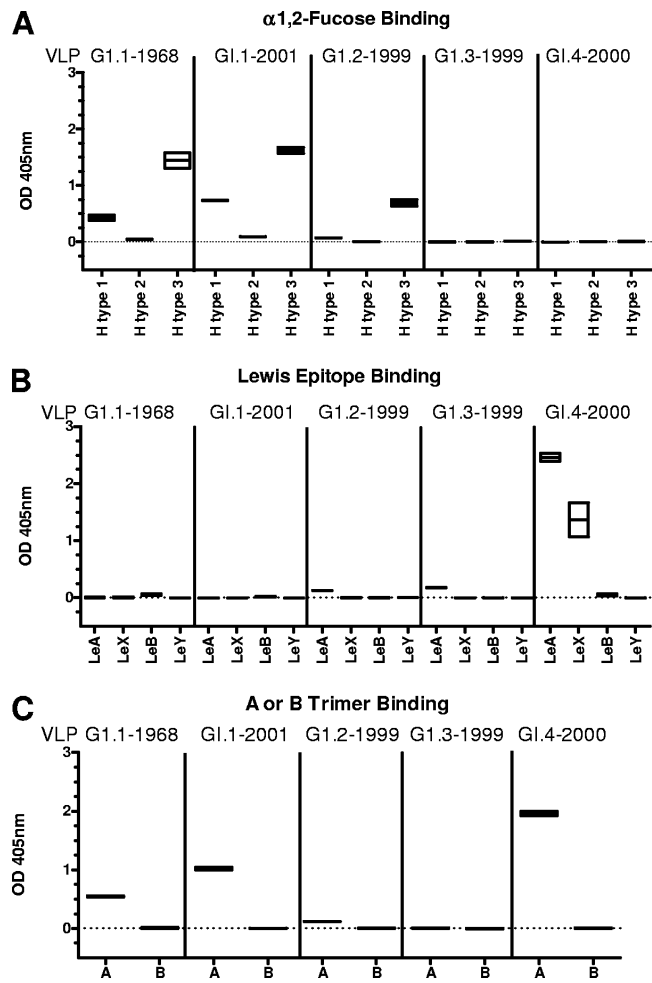 A
α1,2-Fucose Binding
VLP G1.1-1968 GI.1-2001 G1.2-1999 G1.3-1999 GI.4-2000
OD 405nm
3
2
1
0
H type 1 H type 2 H type 3 H type 1 H type 2 H type 3 H type 1 H type 2 H type 3 H type 1 H type 2 H type 3 H type 1 H type 2 H type 3
B
Lewis Epitope Binding
VLP G1.1-1968 GI.1-2001 G1.2-1999 G1.3-1999 GI.4-2000
OD 405nm
3
2
1
0
LeA LeX LeB LeY LeA LeX LeB LeY LeA LeX LeB LeY LeA LeX LeB LeY LeA LeX LeB LeY
C
A or B Trimer Binding
VLP G1.1-1968 GI.1-2001 G1.2-1999 G1.3-1999 GI.4-2000
OD 405nm
3
2
1
0
A B A B A B A B A B